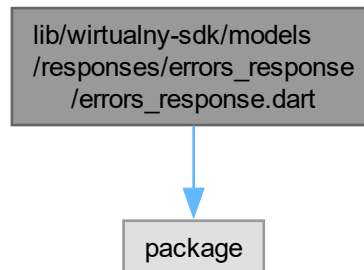 lib/wirtualny-sdk/models
/responses/errors_response
/errors_response.dart
package